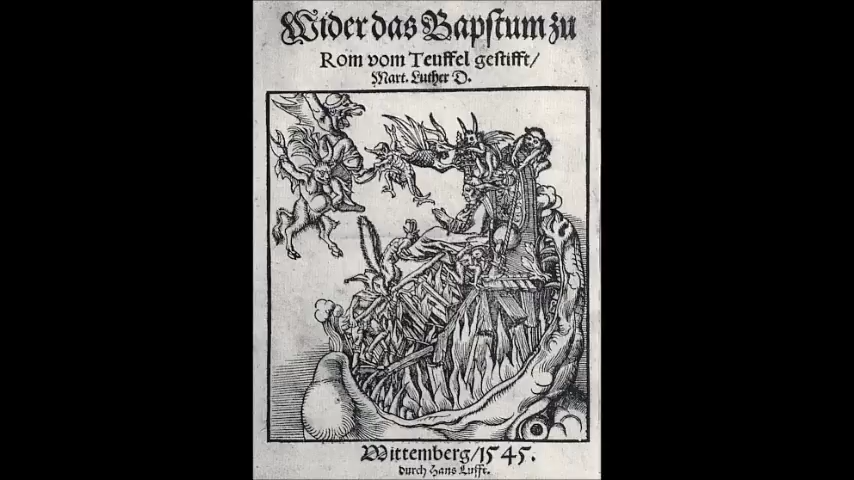 Wider das Bapstum zu
Rom vom Teuffel gestifft/
Mart. Luther D.
Wittemberg/1545.
durch Hans Lufft.